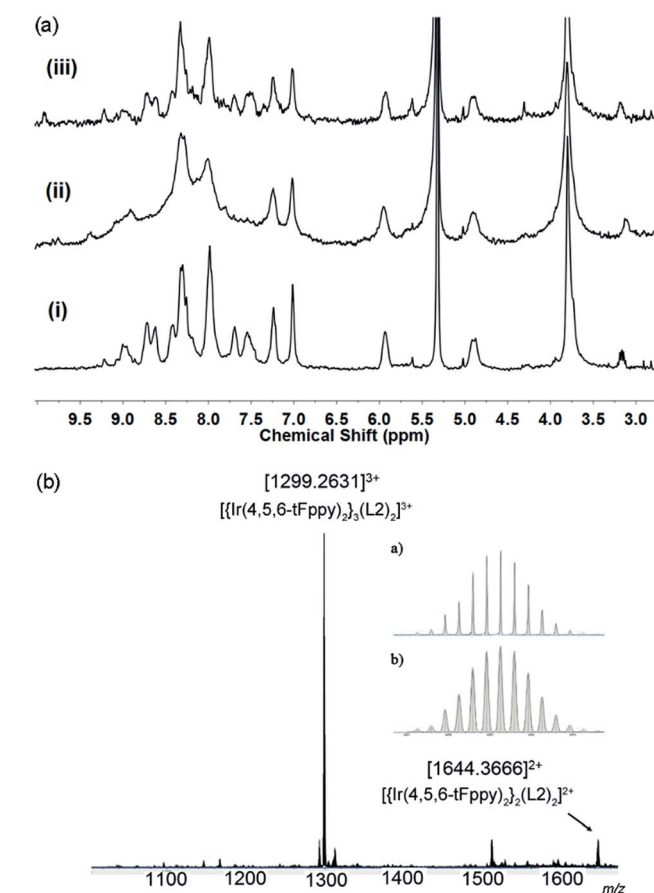 (a)
(iii)
(ii)
(i)
9.5 9.0 8.5 8.0 7.5 7.0 6.5 6.0 5.5 5.0 4.5 4.0 3.5 3.0
Chemical Shift (ppm)
(b)
[1299.2631]³⁺
[{Ir(4,5,6-tFppy)₂}₃(L2)₂]³⁺
a)
b)
[1644.3666]²⁺
[{Ir(4,5,6-tFppy)₂}₂(L2)₂]²⁺
1100 1200 1300 1400 1500 1600
m/z